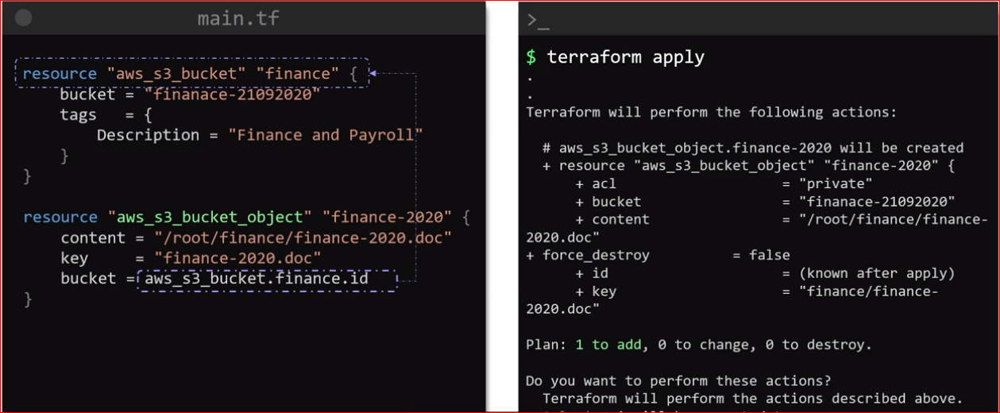 main.tf
resource "aws_s3_bucket" "finance" {
bucket = "finanace-21092020"
tags = {
Description = "Finance and Payroll"
}
}
resource "aws_s3_bucket_object" "finance-2020" {
content = "/root/finance/finance-2020.doc"
key = "finance-2020.doc"
bucket = aws_s3_bucket.finance.id
}
>_
$ terraform apply
.
.
Terraform will perform the following actions:
# aws_s3_bucket_object.finance-2020 will be created
+ resource "aws_s3_bucket_object" "finance-2020" {
+ acl = "private"
+ bucket = "finanace-21092020"
+ content = "/root/finance/finance-
2020.doc"
+ force_destroy = false
+ id = (known after apply)
+ key = "finance/finance-
2020.doc"
Plan: 1 to add, 0 to change, 0 to destroy.
Do you want to perform these actions?
Terraform will perform the actions described above.